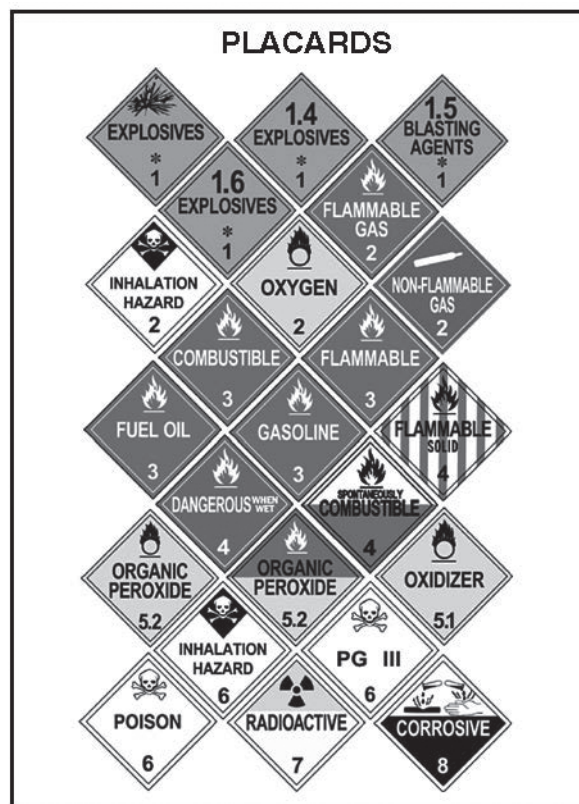 PLACARDS
EXPLOSIVES
*
1
1.4
EXPLOSIVES
*
1
1.5
BLASTING
AGENTS
*
1
1.6
EXPLOSIVES
*
1
FLAMMABLE
GAS
2
INHALATION
HAZARD
2
OXYGEN
2
NON-FLAMMABLE
GAS
2
COMBUSTIBLE
3
FLAMMABLE
3
FUEL OIL
3
GASOLINE
3
FLAMMABLE
SOLID
4
DANGEROUS WHEN
WET
4
SPONTANEOUSLY
COMBUSTIBLE
4
ORGANIC
PEROXIDE
5.2
ORGANIC
PEROXIDE
5.2
OXIDIZER
5.1
INHALATION
HAZARD
6
PG III
6
POISON
6
RADIOACTIVE
7
CORROSIVE
8